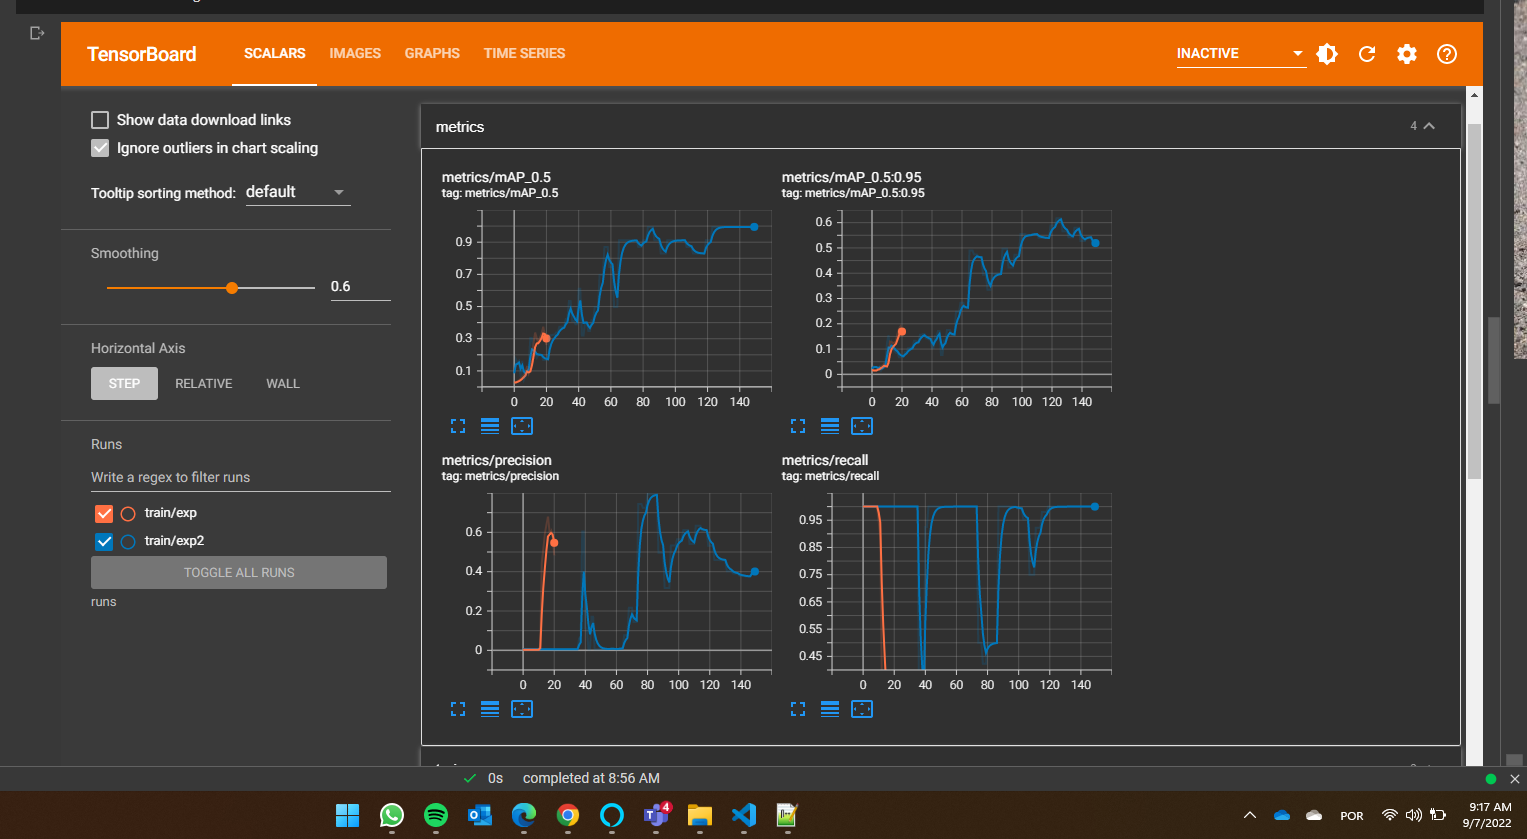 TensorBoard SCALARS IMAGES GRAPHS TIME SERIES INACTIVE
Show data download links
Ignore outliers in chart scaling
Tooltip sorting method: default
Smoothing
0.6
Horizontal Axis
STEP RELATIVE WALL
Runs
Write a regex to filter runs
train/exp
train/exp2
TOGGLE ALL RUNS
runs
metrics 4
metrics/mAP_0.5
tag: metrics/mAP_0.5
0.9
0.7
0.5
0.3
0.1
0 20 40 60 80 100 120 140
metrics/mAP_0.5:0.95
tag: metrics/mAP_0.5:0.95
0.6
0.5
0.4
0.3
0.2
0.1
0
0 20 40 60 80 100 120 140
metrics/precision
tag: metrics/precision
0.6
0.4
0.2
0
0 20 40 60 80 100 120 140
metrics/recall
tag: metrics/recall
0.95
0.85
0.75
0.65
0.55
0.45
0 20 40 60 80 100 120 140
0s completed at 8:56 AM
4
POR
9:17 AM
9/7/2022